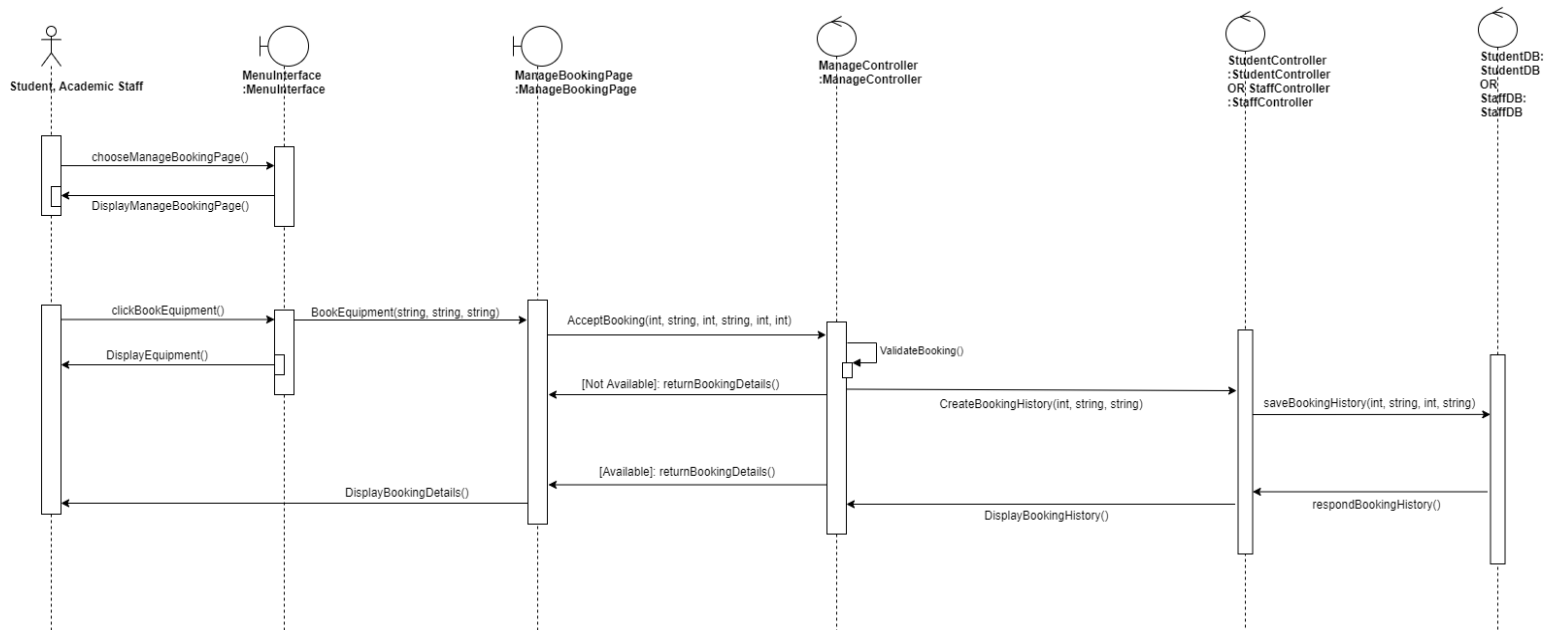 Student, Academic Staff
MenuInterface
:MenuInterface
ManageBookingPage
:ManageBookingPage
ManageController
:ManageController
StudentController
:StudentController
OR StaffController
:StaffController
StudentDB:
StudentDB
OR
StaffDB:
StaffDB
chooseManageBookingPage()
DisplayManageBookingPage()
clickBookEquipment()
BookEquipment(string, string, string)
AcceptBooking(int, string, int, string, int, int)
DisplayEquipment()
ValidateBooking()
[Not Available]: returnBookingDetails()
CreateBookingHistory(int, string, string)
saveBookingHistory(int, string, int, string)
[Available]: returnBookingDetails()
DisplayBookingDetails()
DisplayBookingHistory()
respondBookingHistory()